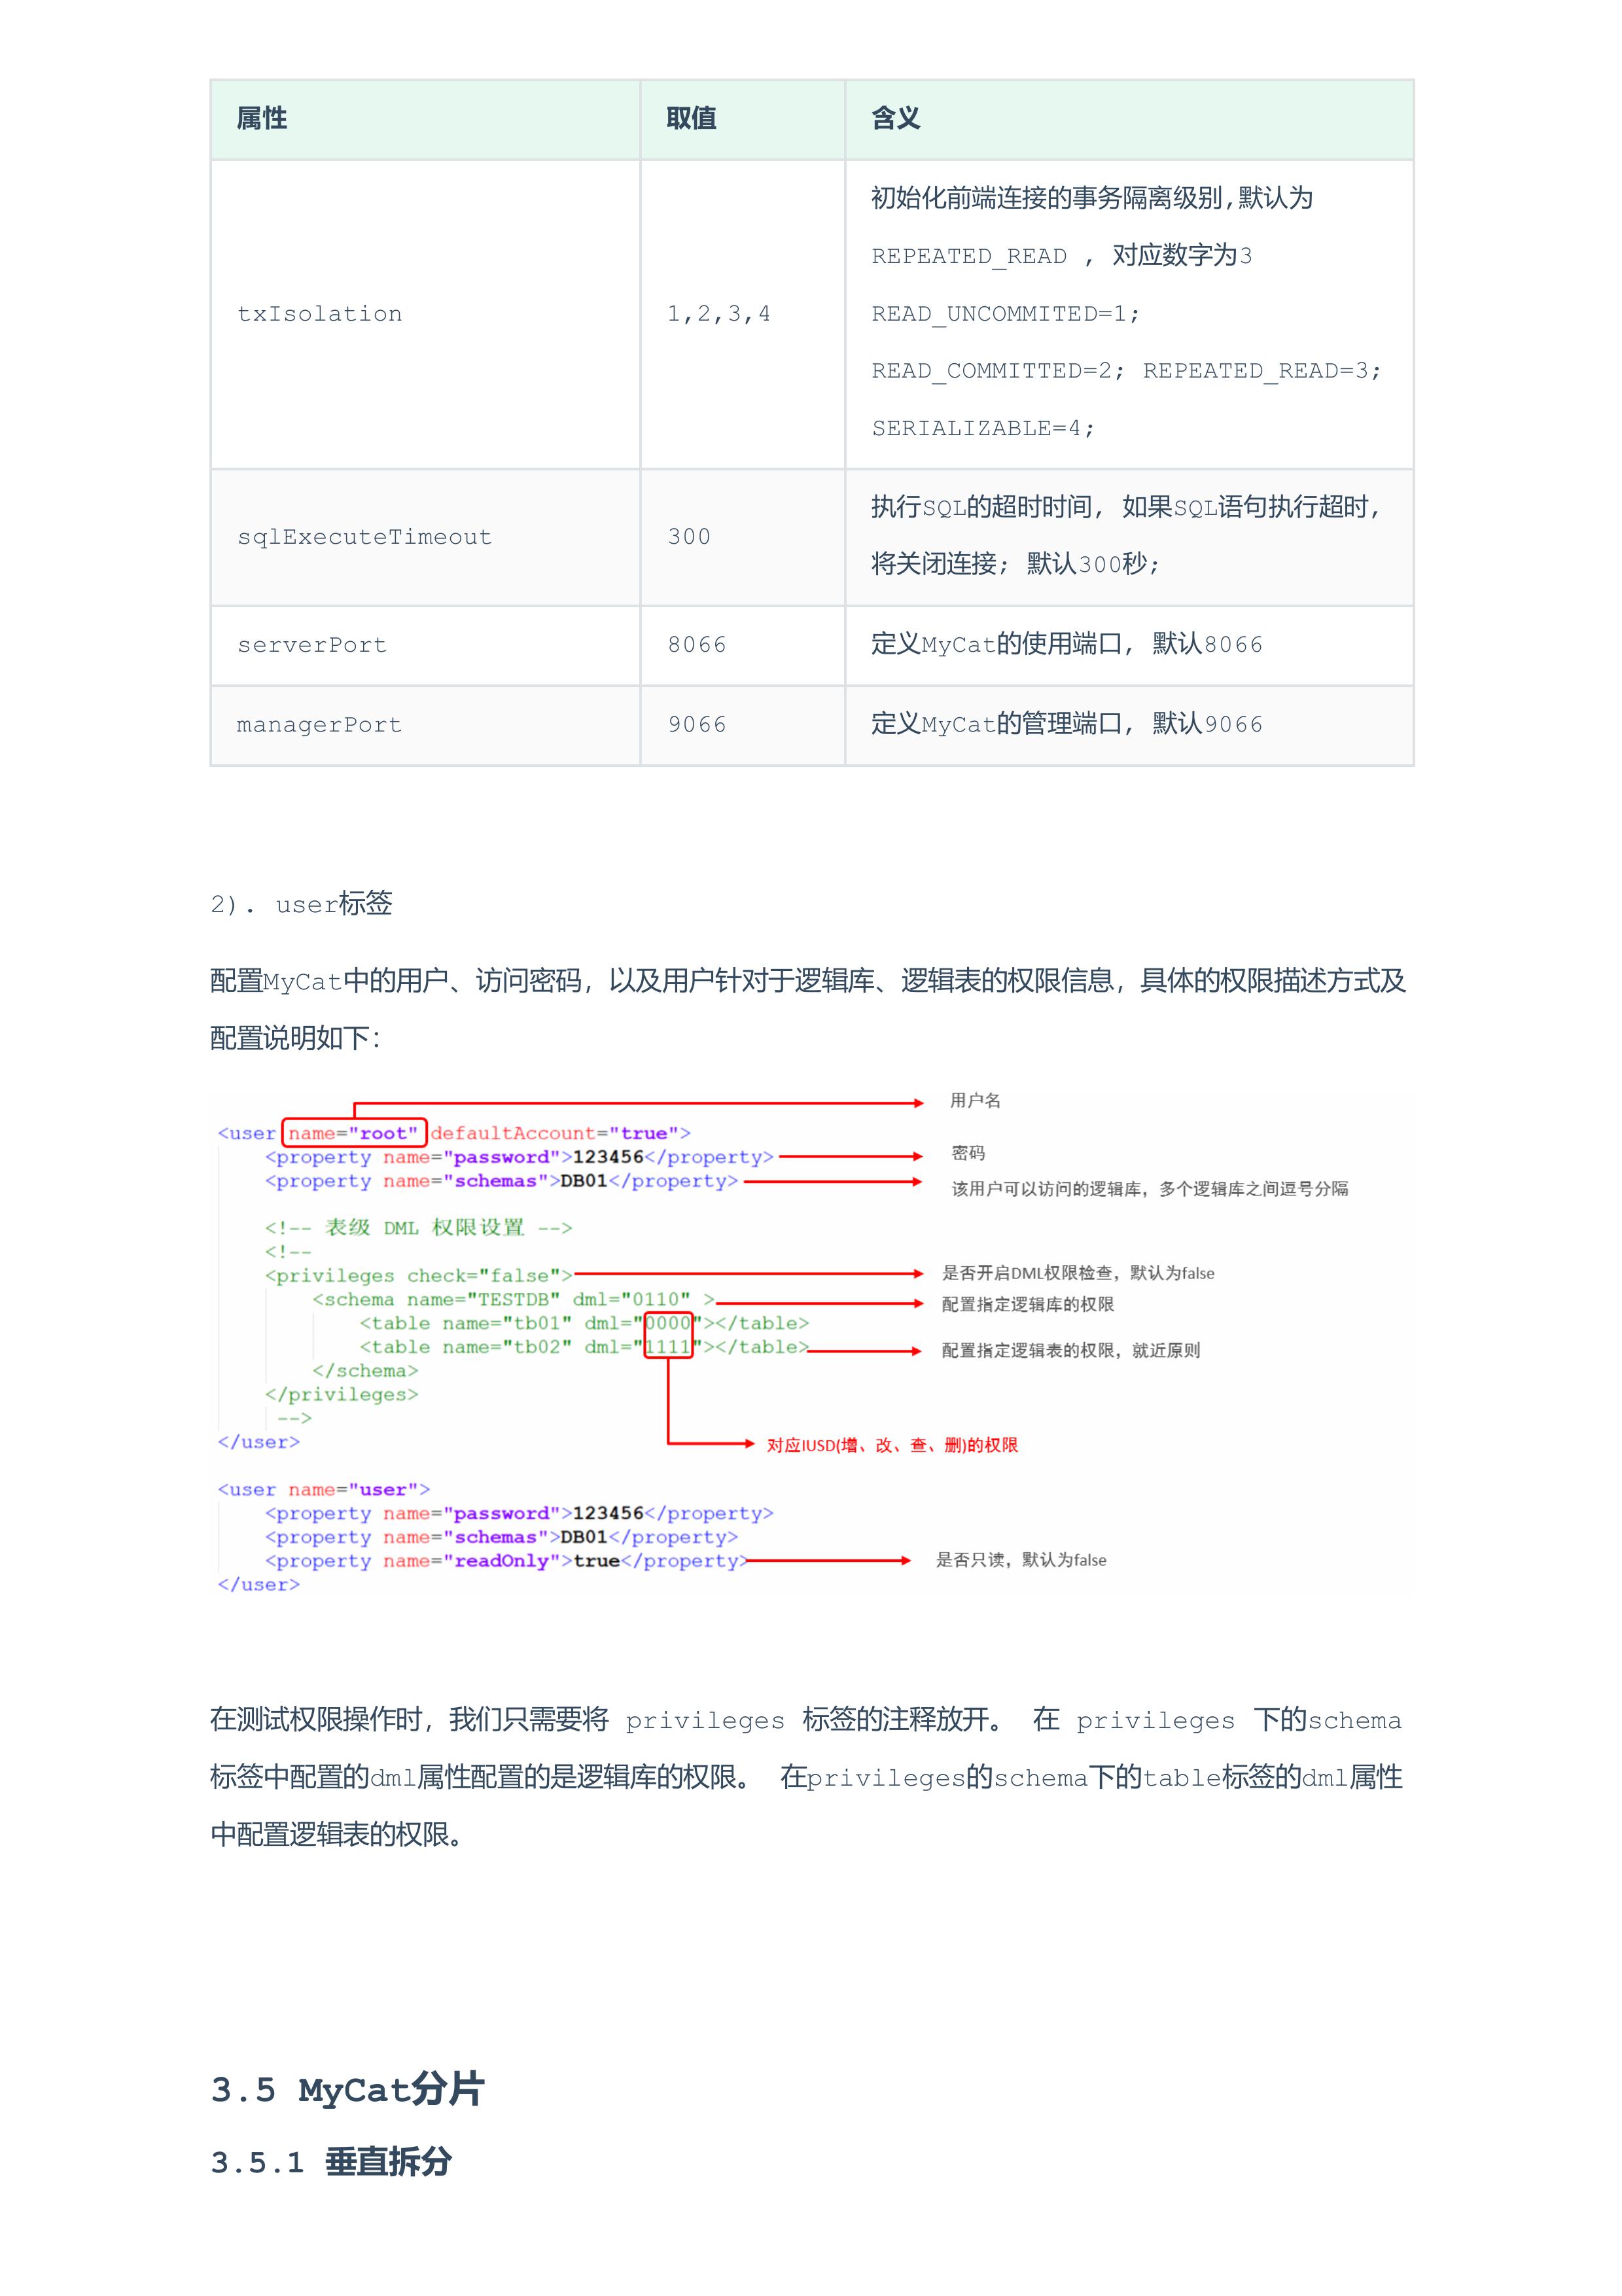 属性 取值 含义
txIsolation 1,2,3,4 初始化前端连接的事务隔离级别,默认为
REPEATED_READ , 对应数字为3
READ_UNCOMMITED=1;
READ_COMMITTED=2; REPEATED_READ=3;
SERIALIZABLE=4;
sqlExecuteTimeout 300 执行SQL的超时时间, 如果SQL语句执行超时,
将关闭连接; 默认300秒;
serverPort 8066 定义MyCat的使用端口, 默认8066
managerPort 9066 定义MyCat的管理端口, 默认9066
2). user标签
配置MyCat中的用户、访问密码，以及用户针对于逻辑库、逻辑表的权限信息，具体的权限描述方式及
配置说明如下：
用户名
<user name="root" defaultAccount="true">
<property name="password">123456</property> 密码
<property name="schemas">DB01</property> 该用户可以访问的逻辑库，多个逻辑库之间逗号分隔
<!-- 表级 DML 权限设置 -->
<!--
<privileges check="false"> 是否开启DML权限检查，默认为false
<schema name="TESTDB" dml="0110" > 配置指定逻辑库的权限
<table name="tb01" dml="0000"></table>
<table name="tb02" dml="1111"></table> 配置指定逻辑表的权限，就近原则
</schema>
</privileges>
-->
</user> 对应IUSD(增、改、查、删)的权限
<user name="user">
<property name="password">123456</property>
<property name="schemas">DB01</property>
<property name="readOnly">true</property> 是否只读，默认为false
</user>
在测试权限操作时，我们只需要将 privileges 标签的注释放开。 在 privileges 下的schema
标签中配置的dml属性配置的是逻辑库的权限。 在privileges的schema下的table标签的dml属性
中配置逻辑表的权限。
3.5 MyCat分片
3.5.1 垂直拆分